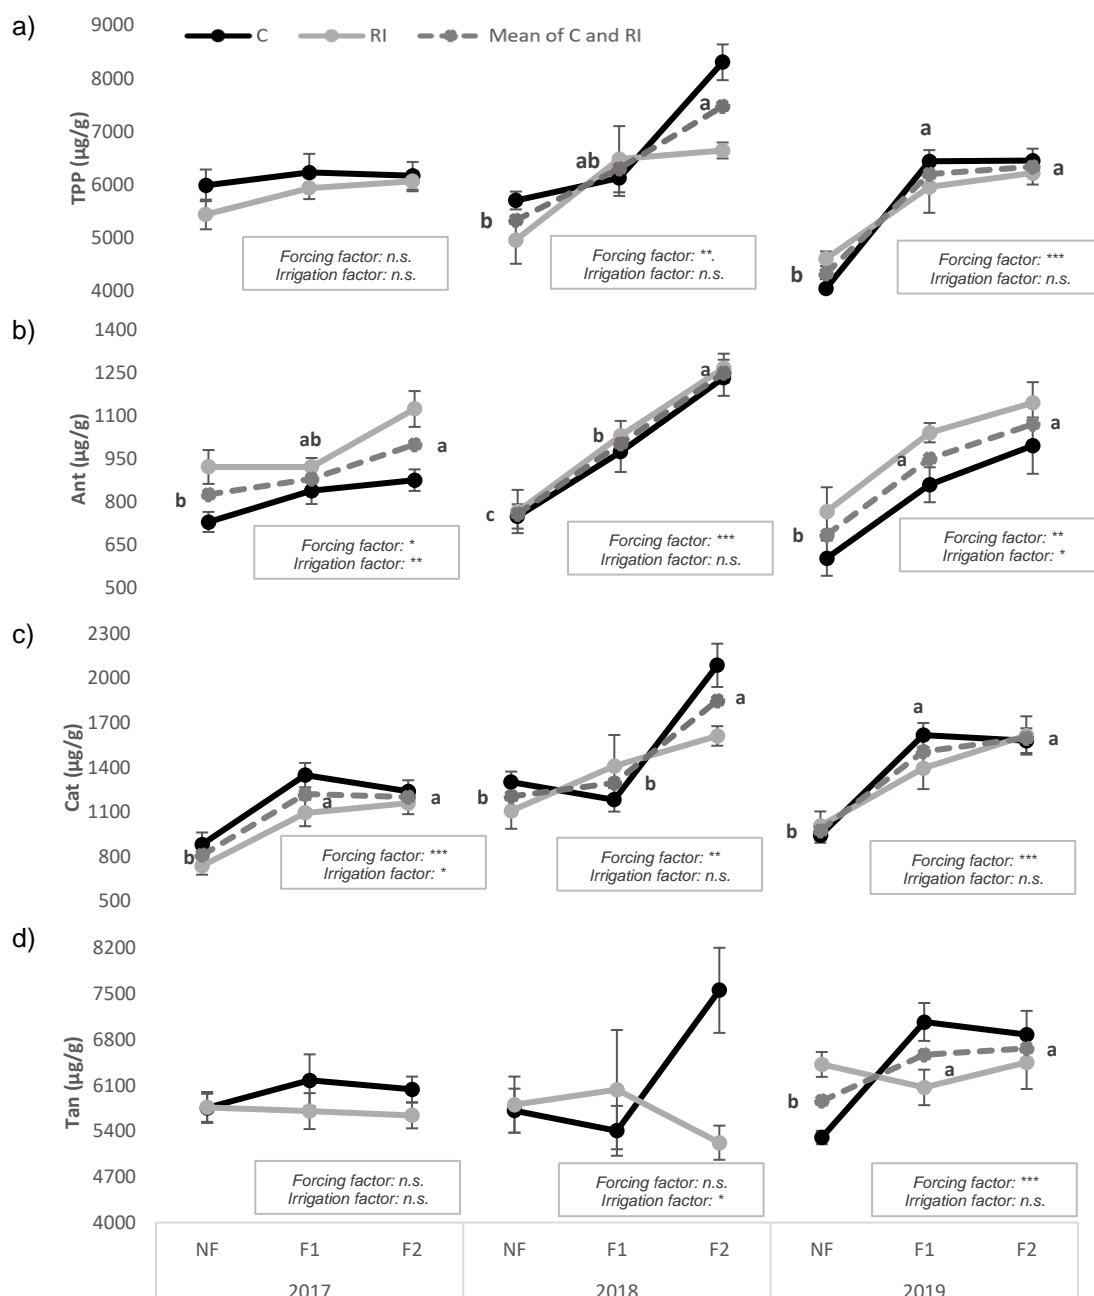 a)
C RI Mean of C and RI
TPP (µg/g)
9000
8000
7000
6000
5000
4000
b
ab
a
b
a
a
Forcing factor: n.s.
Irrigation factor: n.s.
Forcing factor: **.
Irrigation factor: n.s.
Forcing factor: ***
Irrigation factor: n.s.
b)
Ant (µg/g)
1400
1250
1100
950
800
650
500
b
ab
a
c
b
a
b
a
a
Forcing factor: *
Irrigation factor: **
Forcing factor: ***
Irrigation factor: n.s.
Forcing factor: **
Irrigation factor: *
c)
Cat (µg/g)
2300
2000
1700
1400
1100
800
500
b
a
a
b
b
a
b
a
a
Forcing factor: ***
Irrigation factor: *
Forcing factor: **
Irrigation factor: n.s.
Forcing factor: ***
Irrigation factor: n.s.
d)
Tan (µg/g)
8200
7500
6800
6100
5400
4700
4000
b
a
a
Forcing factor: n.s.
Irrigation factor: n.s.
Forcing factor: n.s.
Irrigation factor: *
Forcing factor: ***
Irrigation factor: n.s.
NF F1 F2 NF F1 F2 NF F1 F2
2017 2018 2019